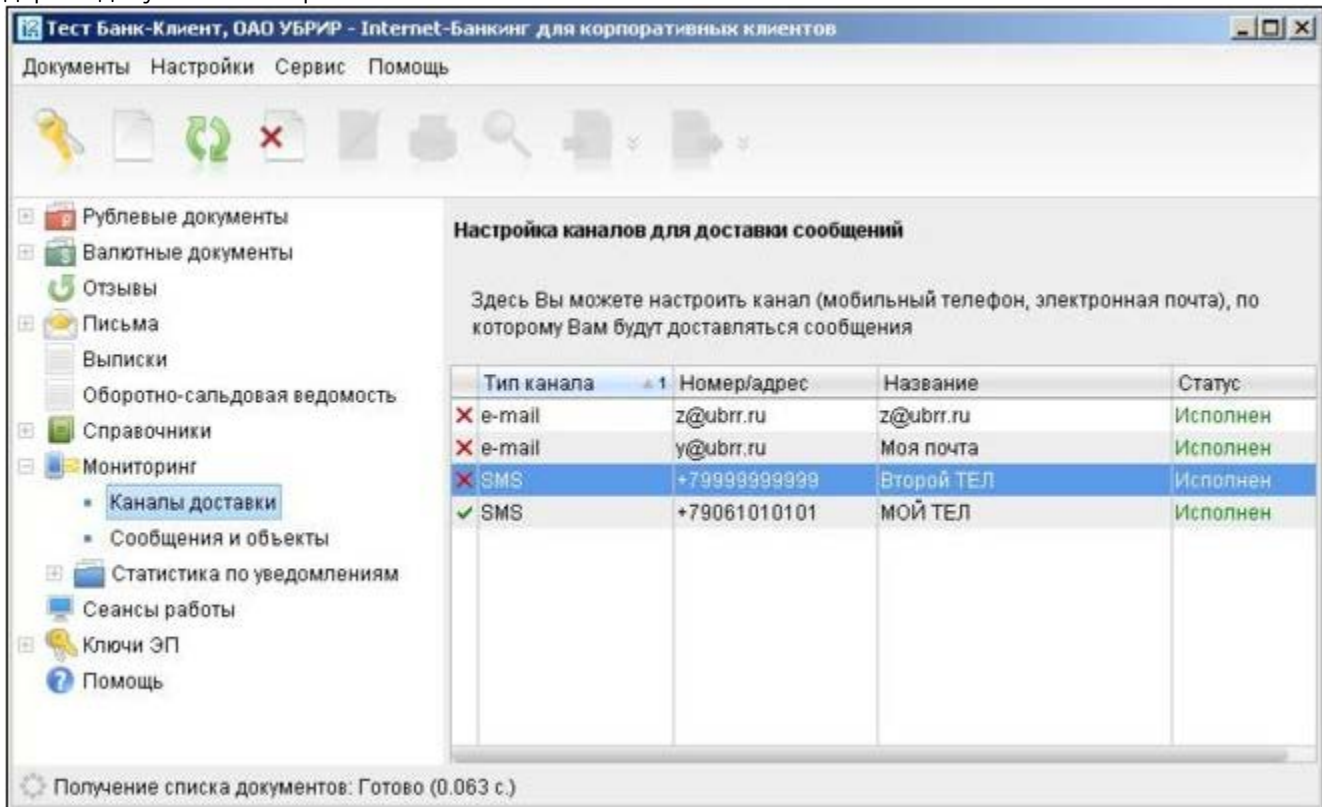 Тест Банк-Клиент, ОАО УБРИР - Internet-Банкинг для корпоративных клиентов
Документы Настройки Сервис Помощь
Рублевые документы
Валютные документы
Отзывы
Письма
Выписки
Оборотно-сальдовая ведомость
Справочники
Мониторинг
Каналы доставки
Сообщения и объекты
Статистика по уведомлениям
Сеансы работы
Ключи ЭП
Помощь
Настройка каналов для доставки сообщений
Здесь Вы можете настроить канал (мобильный телефон, электронная почта), по
которому Вам будут доставляться сообщения
Тип канала 1 Номер/адрес Название Статус
e-mail z@ubrr.ru z@ubrr.ru Исполнен
e-mail y@ubrr.ru Моя почта Исполнен
SMS +79999999999 Второй ТЕЛ Исполнен
SMS +79061010101 МОЙ ТЕЛ Исполнен
Получение списка документов: Готово (0.063 с.)